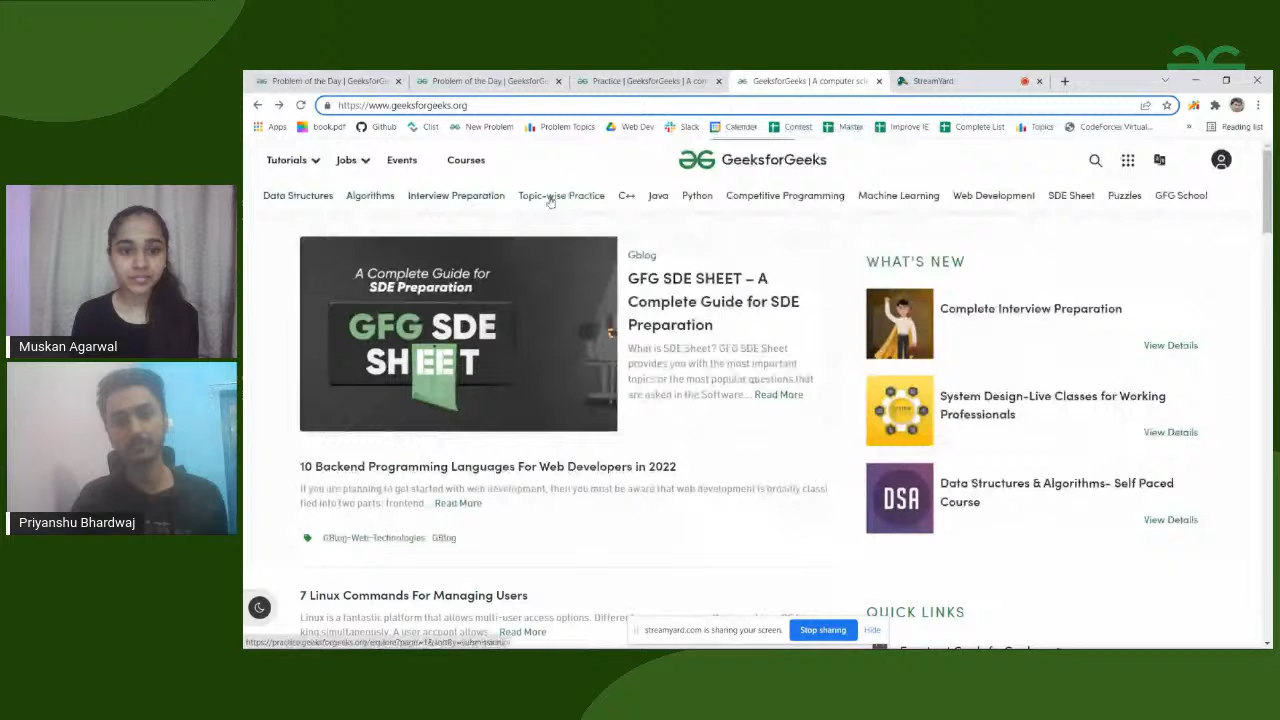 Problem of the Day | GeeksforGe
Problem of the Day | GeeksforG
Practice | GeeksforGeeks | A com
GeeksforGeeks | A computer scie
StreamYard
https://www.geeksforgeeks.org
Apps
book.pdf
Github
Clist
New Problem
Problem Topics
Web Dev
Slack
Calender
Contest
Master
Improve IE
Complete List
Topics
CodeForces Virtual...
»
Reading list
Tutorials
Jobs
Events
Courses
GeeksforGeeks
Data Structures
Algorithms
Interview Preparation
Topic-wise Practice
C++
Java
Python
Competitive Programming
Machine Learning
Web Development
SDE Sheet
Puzzles
GFG School
A Complete Guide for
SDE Preparation
GFG SDE
SHEET
Gblog
GFG SDE SHEET – A
Complete Guide for SDE
Preparation
What is SDE Sheet? GFG SDE Sheet
provides you with the most important
topics or the most popular questions that
are asked in the Software... Read More
WHAT'S NEW
Complete Interview Preparation
View Details
System Design-Live Classes for Working
Professionals
View Details
DSA
Data Structures & Algorithms- Self Paced
Course
View Details
10 Backend Programming Languages For Web Developers in 2022
If you are planning to get started with web development, then you must be aware that web development is broadly classi
fied into two parts: frontend... Read More
GBlog
7 Linux Commands For Managing Users
Linux is a fantastic platform that allows multi-user access options.
king simultaneously. A user account allows... Read More
QUICK LINKS
streamyard.com is sharing your screen.
Stop sharing
Hide
Muskan Agarwal
Priyanshu Bhardwaj